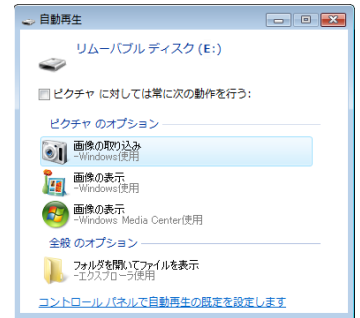 自動再生
リムーバブル ディスク (E:)
ピクチャ に対しては常に次の動作を行う:
ピクチャ のオプション
画像の取り込み
-Windows使用
画像の表示
-Windows使用
画像の表示
-Windows Media Center使用
全般 のオプション
フォルダを開いてファイルを表示
-エクスプローラ使用
コントロール パネルで自動再生の既定を設定します